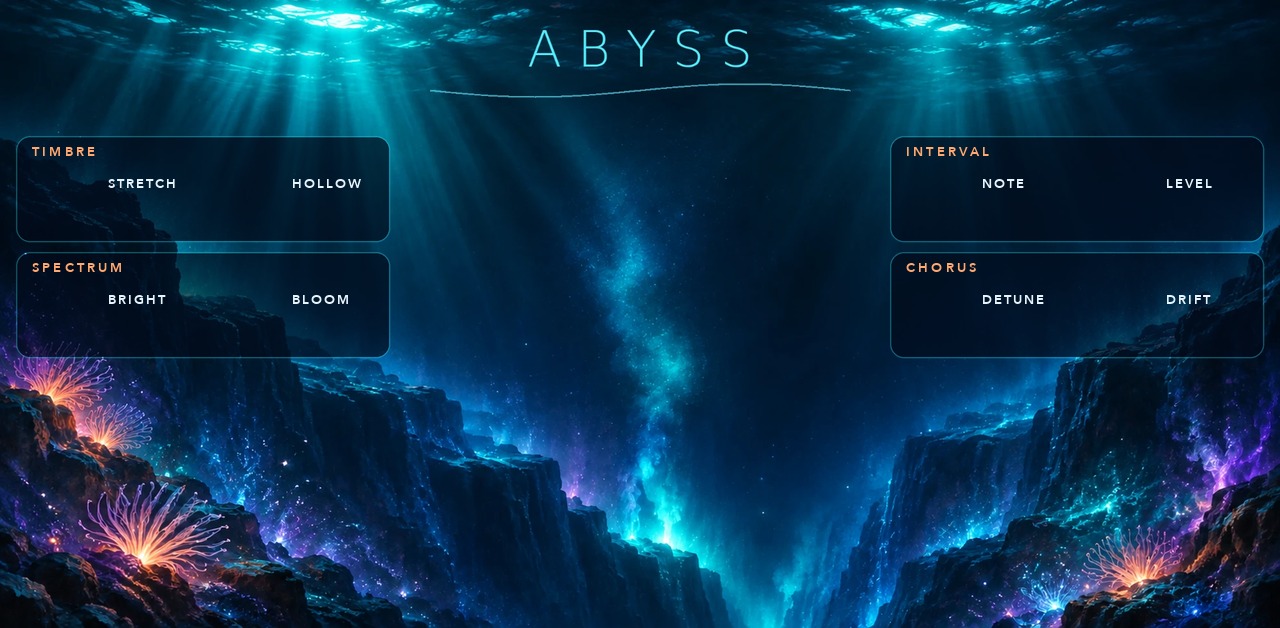 ABYSS
TIMBRE
STRETCH HOLLOW
SPECTRUM
BRIGHT BLOOM
INTERVAL
NOTE LEVEL
CHORUS
DETUNE DRIFT